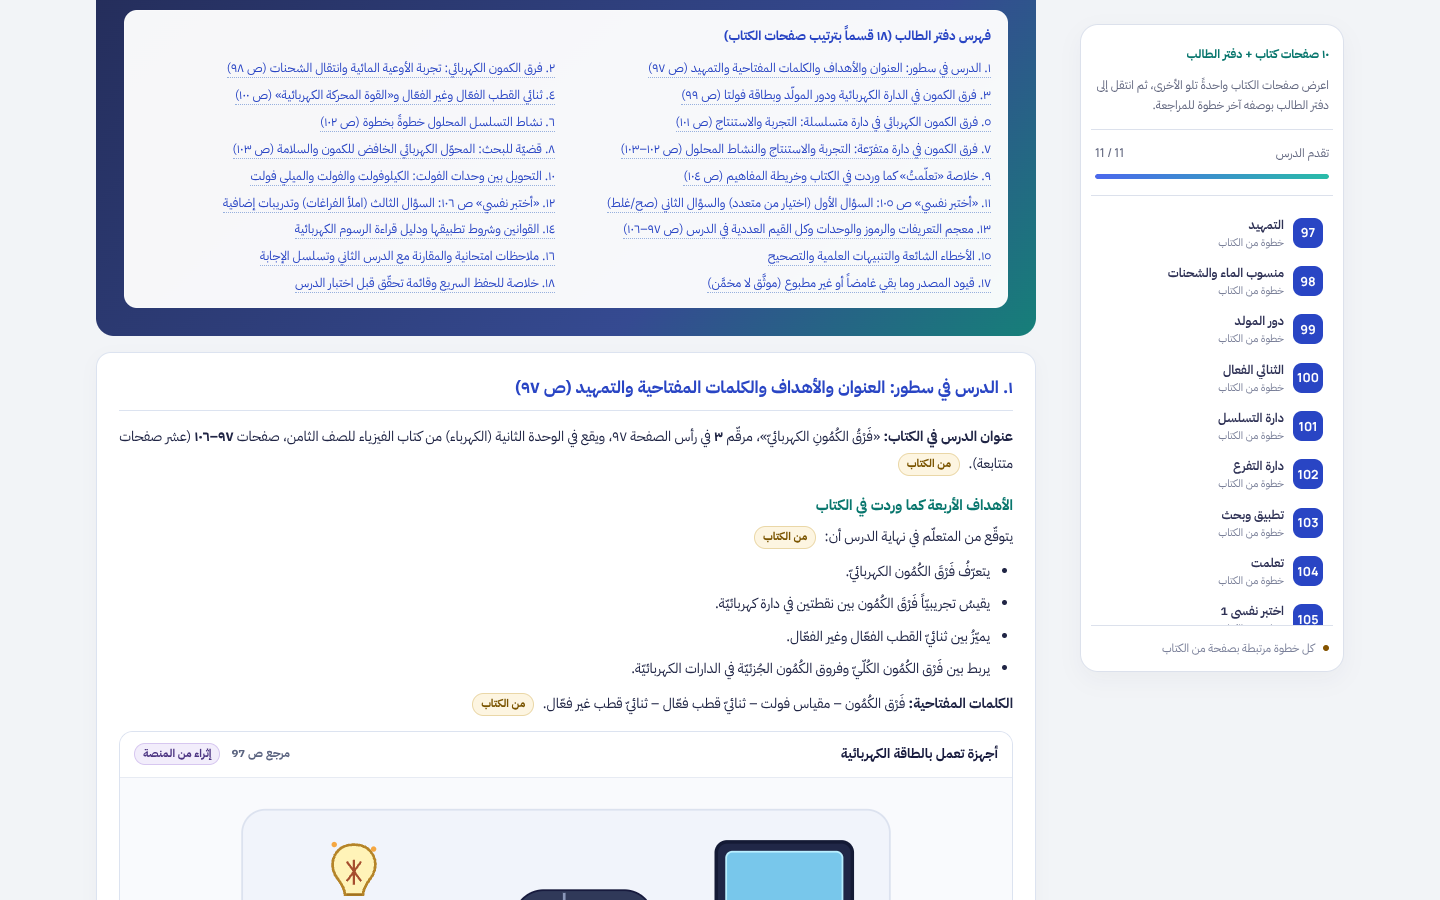 ١٠ صفحات كتاب + دفتر الطالب
اعرض صفحات الكتاب واحدةً تلو الأخرى، ثم انتقل إلى
دفتر الطالب بوصفه آخر خطوة للمراجعة.
تقدم الدرس
11 / 11
97
التمهيد
خطوة من الكتاب
98
منسوب الماء والشحنات
خطوة من الكتاب
99
دور المولد
خطوة من الكتاب
100
الثنائي الفعال
خطوة من الكتاب
101
دارة التسلسل
خطوة من الكتاب
102
دارة التفرع
خطوة من الكتاب
103
تطبيق وبحث
خطوة من الكتاب
104
تعلمت
خطوة من الكتاب
105
اختبر نفسي 1
كل خطوة مرتبطة بصفحة من الكتاب
فهرس دفتر الطالب (١٨ قسماً بترتيب صفحات الكتاب)
١. الدرس في سطور: العنوان والأهداف والكلمات المفتاحية والتمهيد (ص ٩٧)
٢. فرق الكمون الكهربائي: تجربة الأوعية المائية وانتقال الشحنات (ص ٩٨)
٣. فرق الكمون في الدارة الكهربائية ودور المولّد وبطاقة فولتا (ص ٩٩)
٤. ثنائي القطب الفعّال وغير الفعّال و«القوة المحركة الكهربائية» (ص ١٠٠)
٥. فرق الكمون الكهربائي في دارة متسلسلة: التجربة والاستنتاج (ص ١٠١)
٦. نشاط التسلسل المحلول خطوةً بخطوة (ص ١٠٢)
٧. فرق الكمون في دارة متفرّعة: التجربة والاستنتاج والنشاط المحلول (ص ١٠٢–١٠٣)
٨. قضيّة للبحث: المحوّل الكهربائي الخافض للكمون والسلامة (ص ١٠٣)
٩. خلاصة «تعلّمتُ» كما وردت في الكتاب وخريطة المفاهيم (ص ١٠٤)
١٠. التحويل بين وحدات الفولت: الكيلوفولت والفولت والميلي فولت
١١. «أختبر نفسي» ص ١٠٥: السؤال الأول (اختيار من متعدد) والسؤال الثاني (صح/غلط)
١٢. «أختبر نفسي» ص ١٠٦: السؤال الثالث (املأ الفراغات) وتدريبات إضافية
١٣. معجم التعريفات والرموز والوحدات وكل القيم العددية في الدرس (ص ٩٧–١٠٦)
١٤. القوانين وشروط تطبيقها ودليل قراءة الرسوم الكهربائية
١٥. الأخطاء الشائعة والتنبيهات العلمية والتصحيح
١٦. ملاحظات امتحانية والمقارنة مع الدرس الثاني وتسلسل الإجابة
١٧. قيود المصدر وما بقي غامضاً أو غير مطبوع (موثَّق لا مخمَّن)
١٨. خلاصة للحفظ السريع وقائمة تحقّق قبل اختبار الدرس
١. الدرس في سطور: العنوان والأهداف والكلمات المفتاحية والتمهيد (ص ٩٧)
عنوان الدرس في الكتاب: «فَرْقُ الكُمُونِ الكهربائيّ»، مرقّم ٣ في رأس الصفحة ٩٧، ويقع في الوحدة الثانية (الكهرباء) من كتاب الفيزياء للصف الثامن، صفحات ٩٧–١٠٦ (عشر صفحات
متتابعة). من الكتاب
الأهداف الأربعة كما وردت في الكتاب
يتوقّع من المتعلّم في نهاية الدرس أن: من الكتاب
• يتعرّفُ فَرْقَ الكُمُون الكهربائيّ.
• يقيسُ تجريبيّاً فَرْقَ الكُمُون بين نقطتين في دارة كهربائيّة.
• يميّزُ بين ثنائيّ القطب الفعّال وغير الفعّال.
• يربط بين فَرْق الكُمُون الكُلّيّ وفروق الكُمُون الجُزئيّة في الدارات الكهربائيّة.
الكلمات المفتاحية: فَرْق الكُمُون – مقياس فولت – ثنائيّ قطب فعّال – ثنائيّ قطب غير فعّال. من الكتاب
أجهزة تعمل بالطاقة الكهربائية
مرجع ص 97
إثراء من المنصة